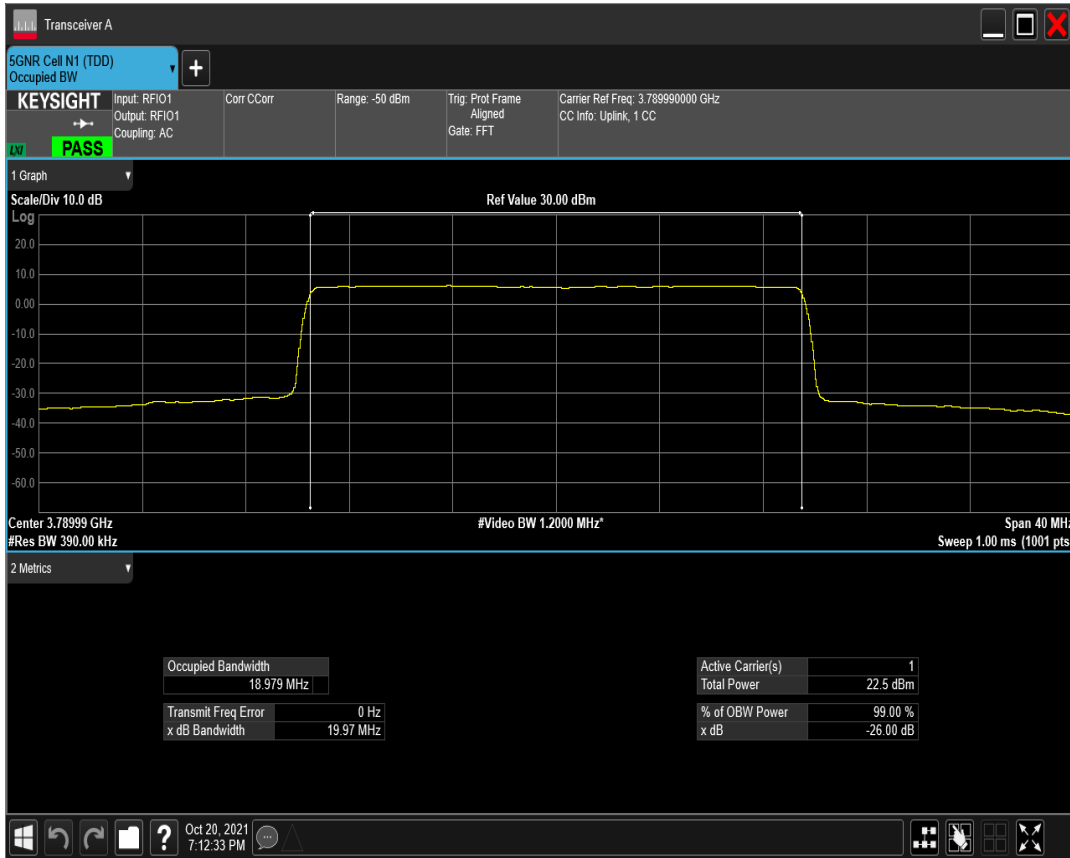 Transceiver A
5GNR Cell N1 (TDD)
Occupied BW
+
KEYSIGHT
LXI
PASS
Input: RFIO1
Output: RFIO1
Coupling: AC
Corr CCorr
Range: -50 dBm
Trig: Prot Frame
Aligned
Gate: FFT
Carrier Ref Freq: 3.789990000 GHz
CC Info: Uplink, 1 CC
1 Graph
Scale/Div 10.0 dB
Ref Value 30.00 dBm
Log
20.0
10.0
0.00
-10.0
-20.0
-30.0
-40.0
-50.0
-60.0
Center 3.78999 GHz
#Video BW 1.2000 MHz*
Span 40 MHz
#Res BW 390.00 kHz
Sweep 1.00 ms (1001 pts
2 Metrics
Occupied Bandwidth
18.979 MHz
Transmit Freq Error 0 Hz
x dB Bandwidth 19.97 MHz
Active Carrier(s) 1
Total Power 22.5 dBm
% of OBW Power 99.00 %
x dB -26.00 dB
?
Oct 20, 2021
7:12:33 PM